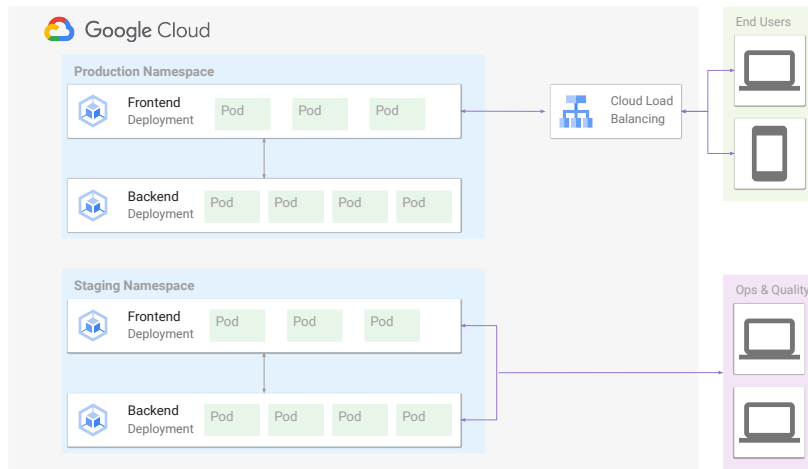 Google Cloud
End Users
Production Namespace
Frontend
Deployment
Pod
Pod
Pod
Cloud Load
Balancing
Backend
Deployment
Pod
Pod
Pod
Pod
Staging Namespace
Frontend
Deployment
Pod
Pod
Pod
Backend
Deployment
Pod
Pod
Pod
Pod
Ops & Quality